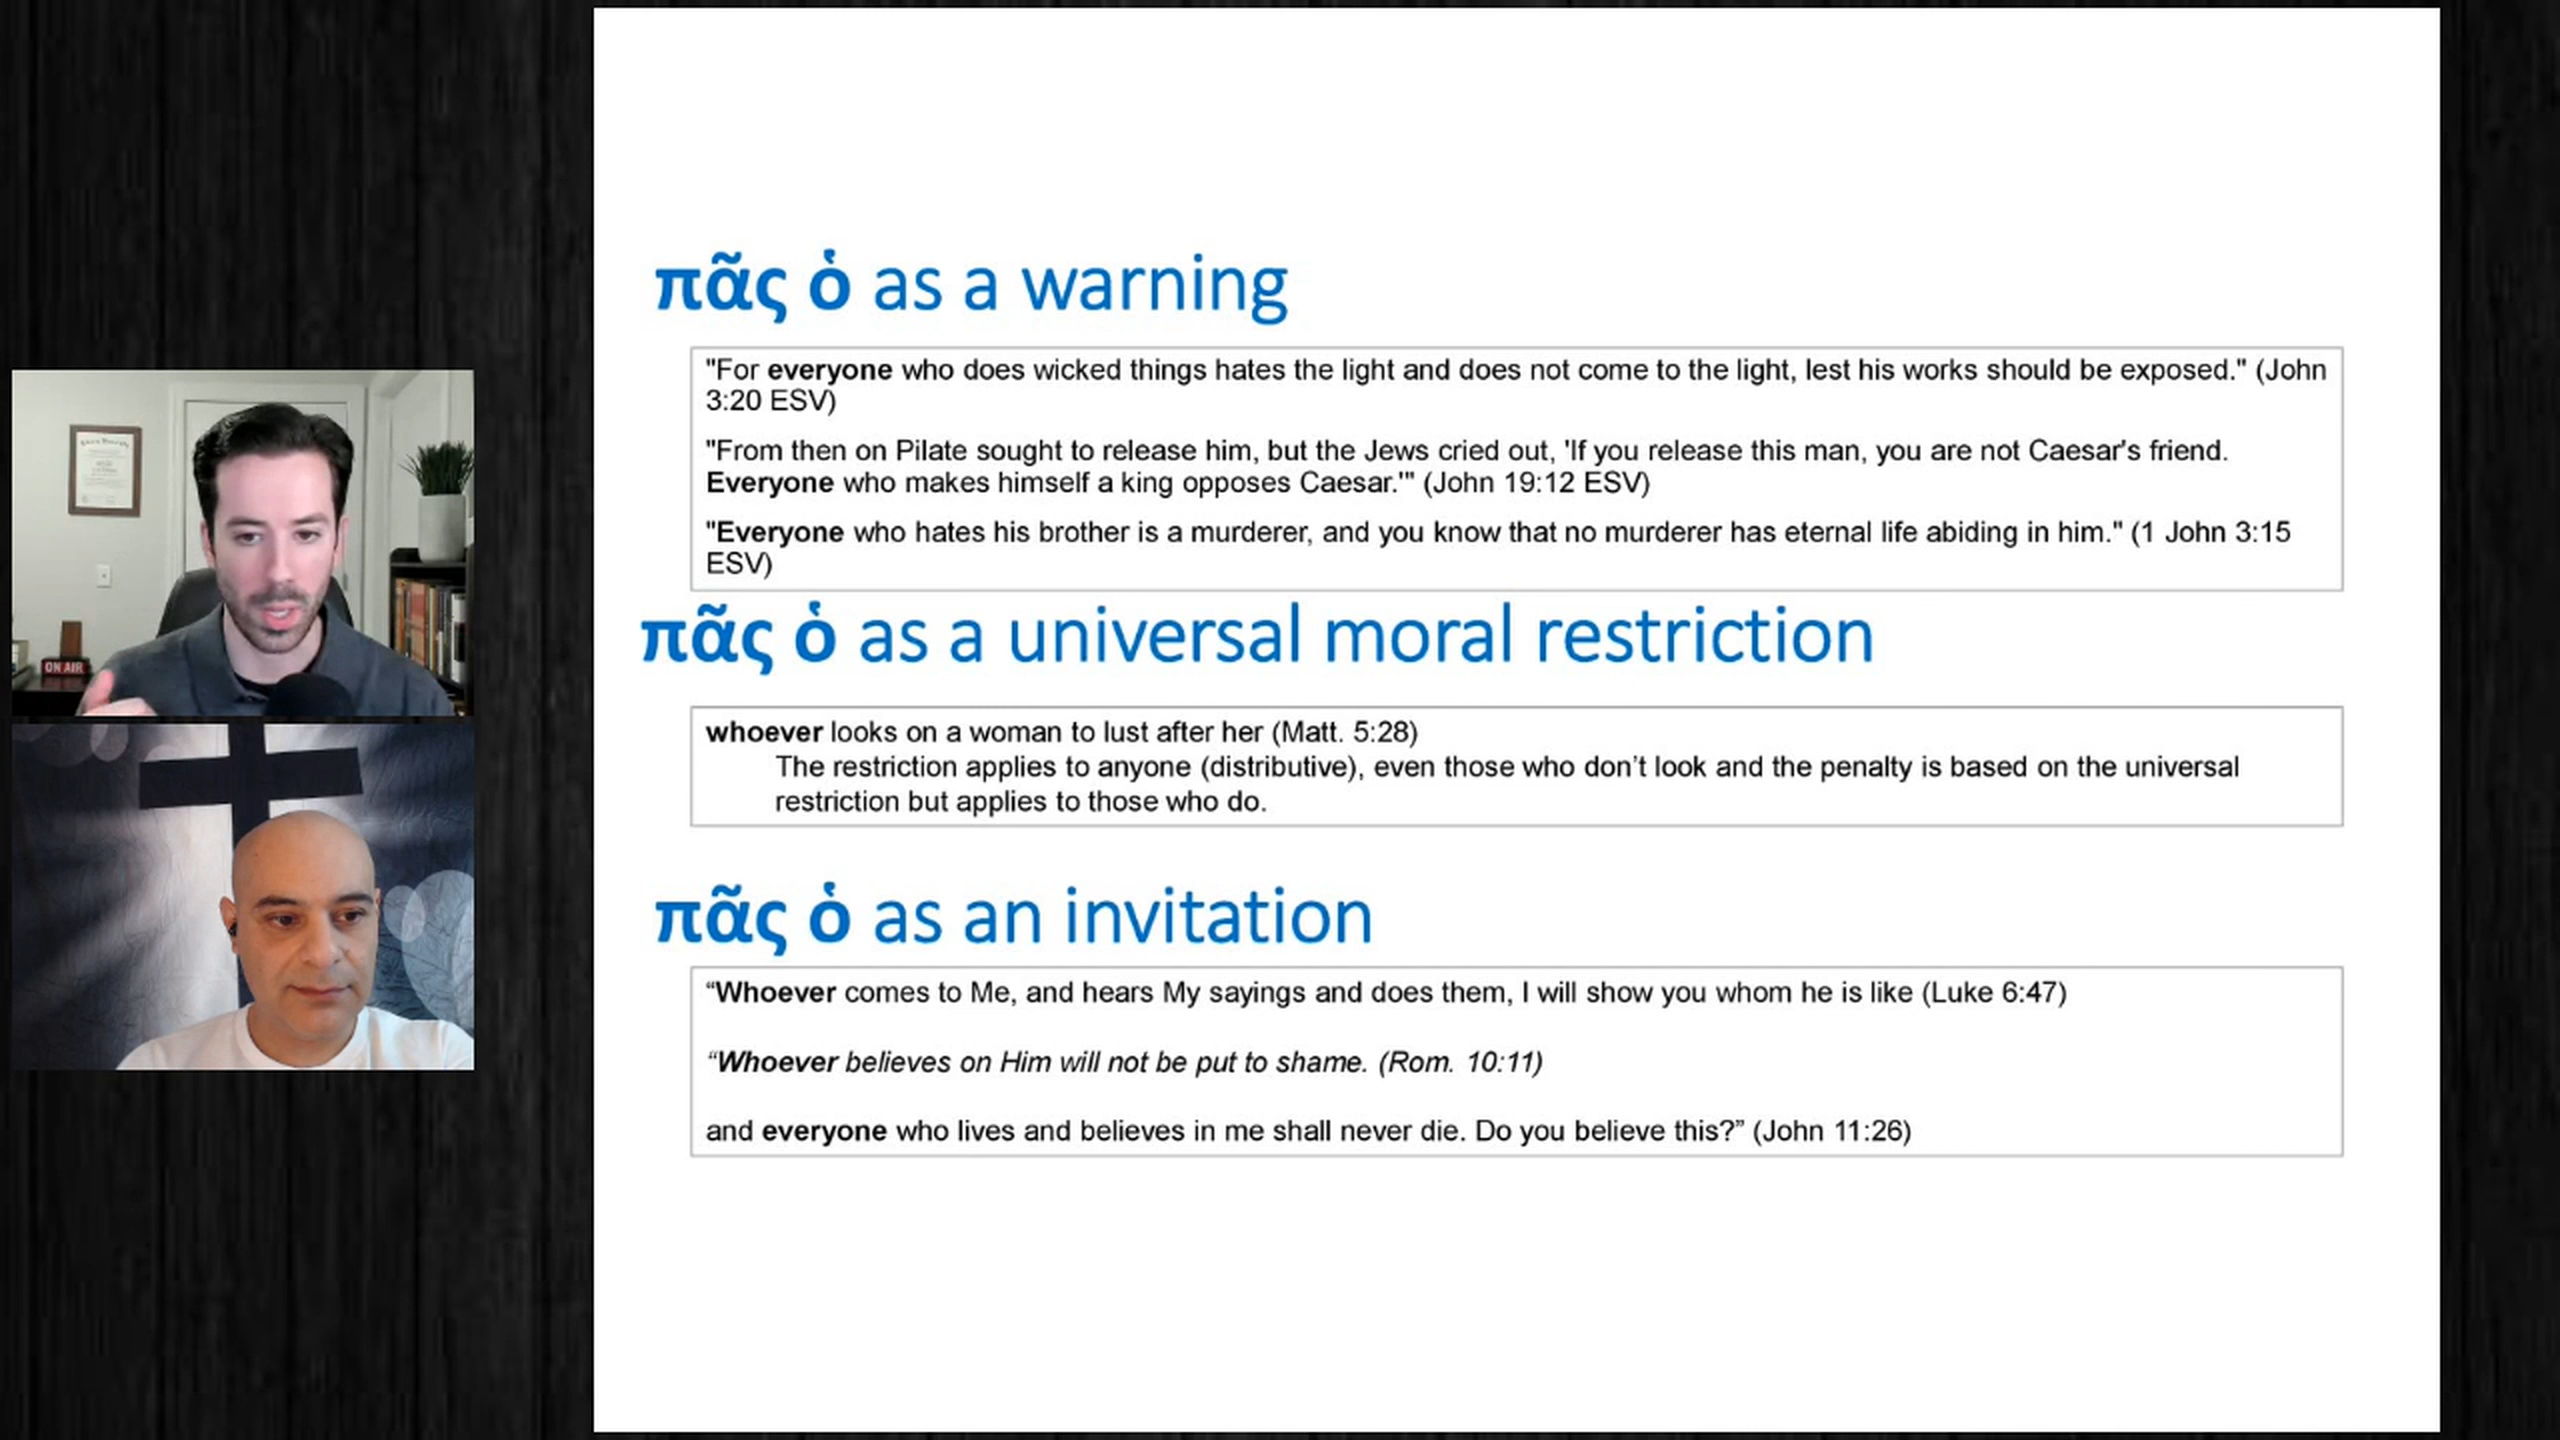 πᾶς ὁ as a warning
"For everyone who does wicked things hates the light and does not come to the light, lest his works should be exposed." (John
3:20 ESV)
"From then on Pilate sought to release him, but the Jews cried out, 'If you release this man, you are not Caesar's friend.
Everyone who makes himself a king opposes Caesar.'" (John 19:12 ESV)
"Everyone who hates his brother is a murderer, and you know that no murderer has eternal life abiding in him." (1 John 3:15
ESV)
πᾶς ὁ as a universal moral restriction
whoever looks on a woman to lust after her (Matt. 5:28)
The restriction applies to anyone (distributive), even those who don’t look and the penalty is based on the universal
restriction but applies to those who do.
πᾶς ὁ as an invitation
“Whoever comes to Me, and hears My sayings and does them, I will show you whom he is like (Luke 6:47)
“Whoever believes on Him will not be put to shame. (Rom. 10:11)
and everyone who lives and believes in me shall never die. Do you believe this?” (John 11:26)
ON AIR